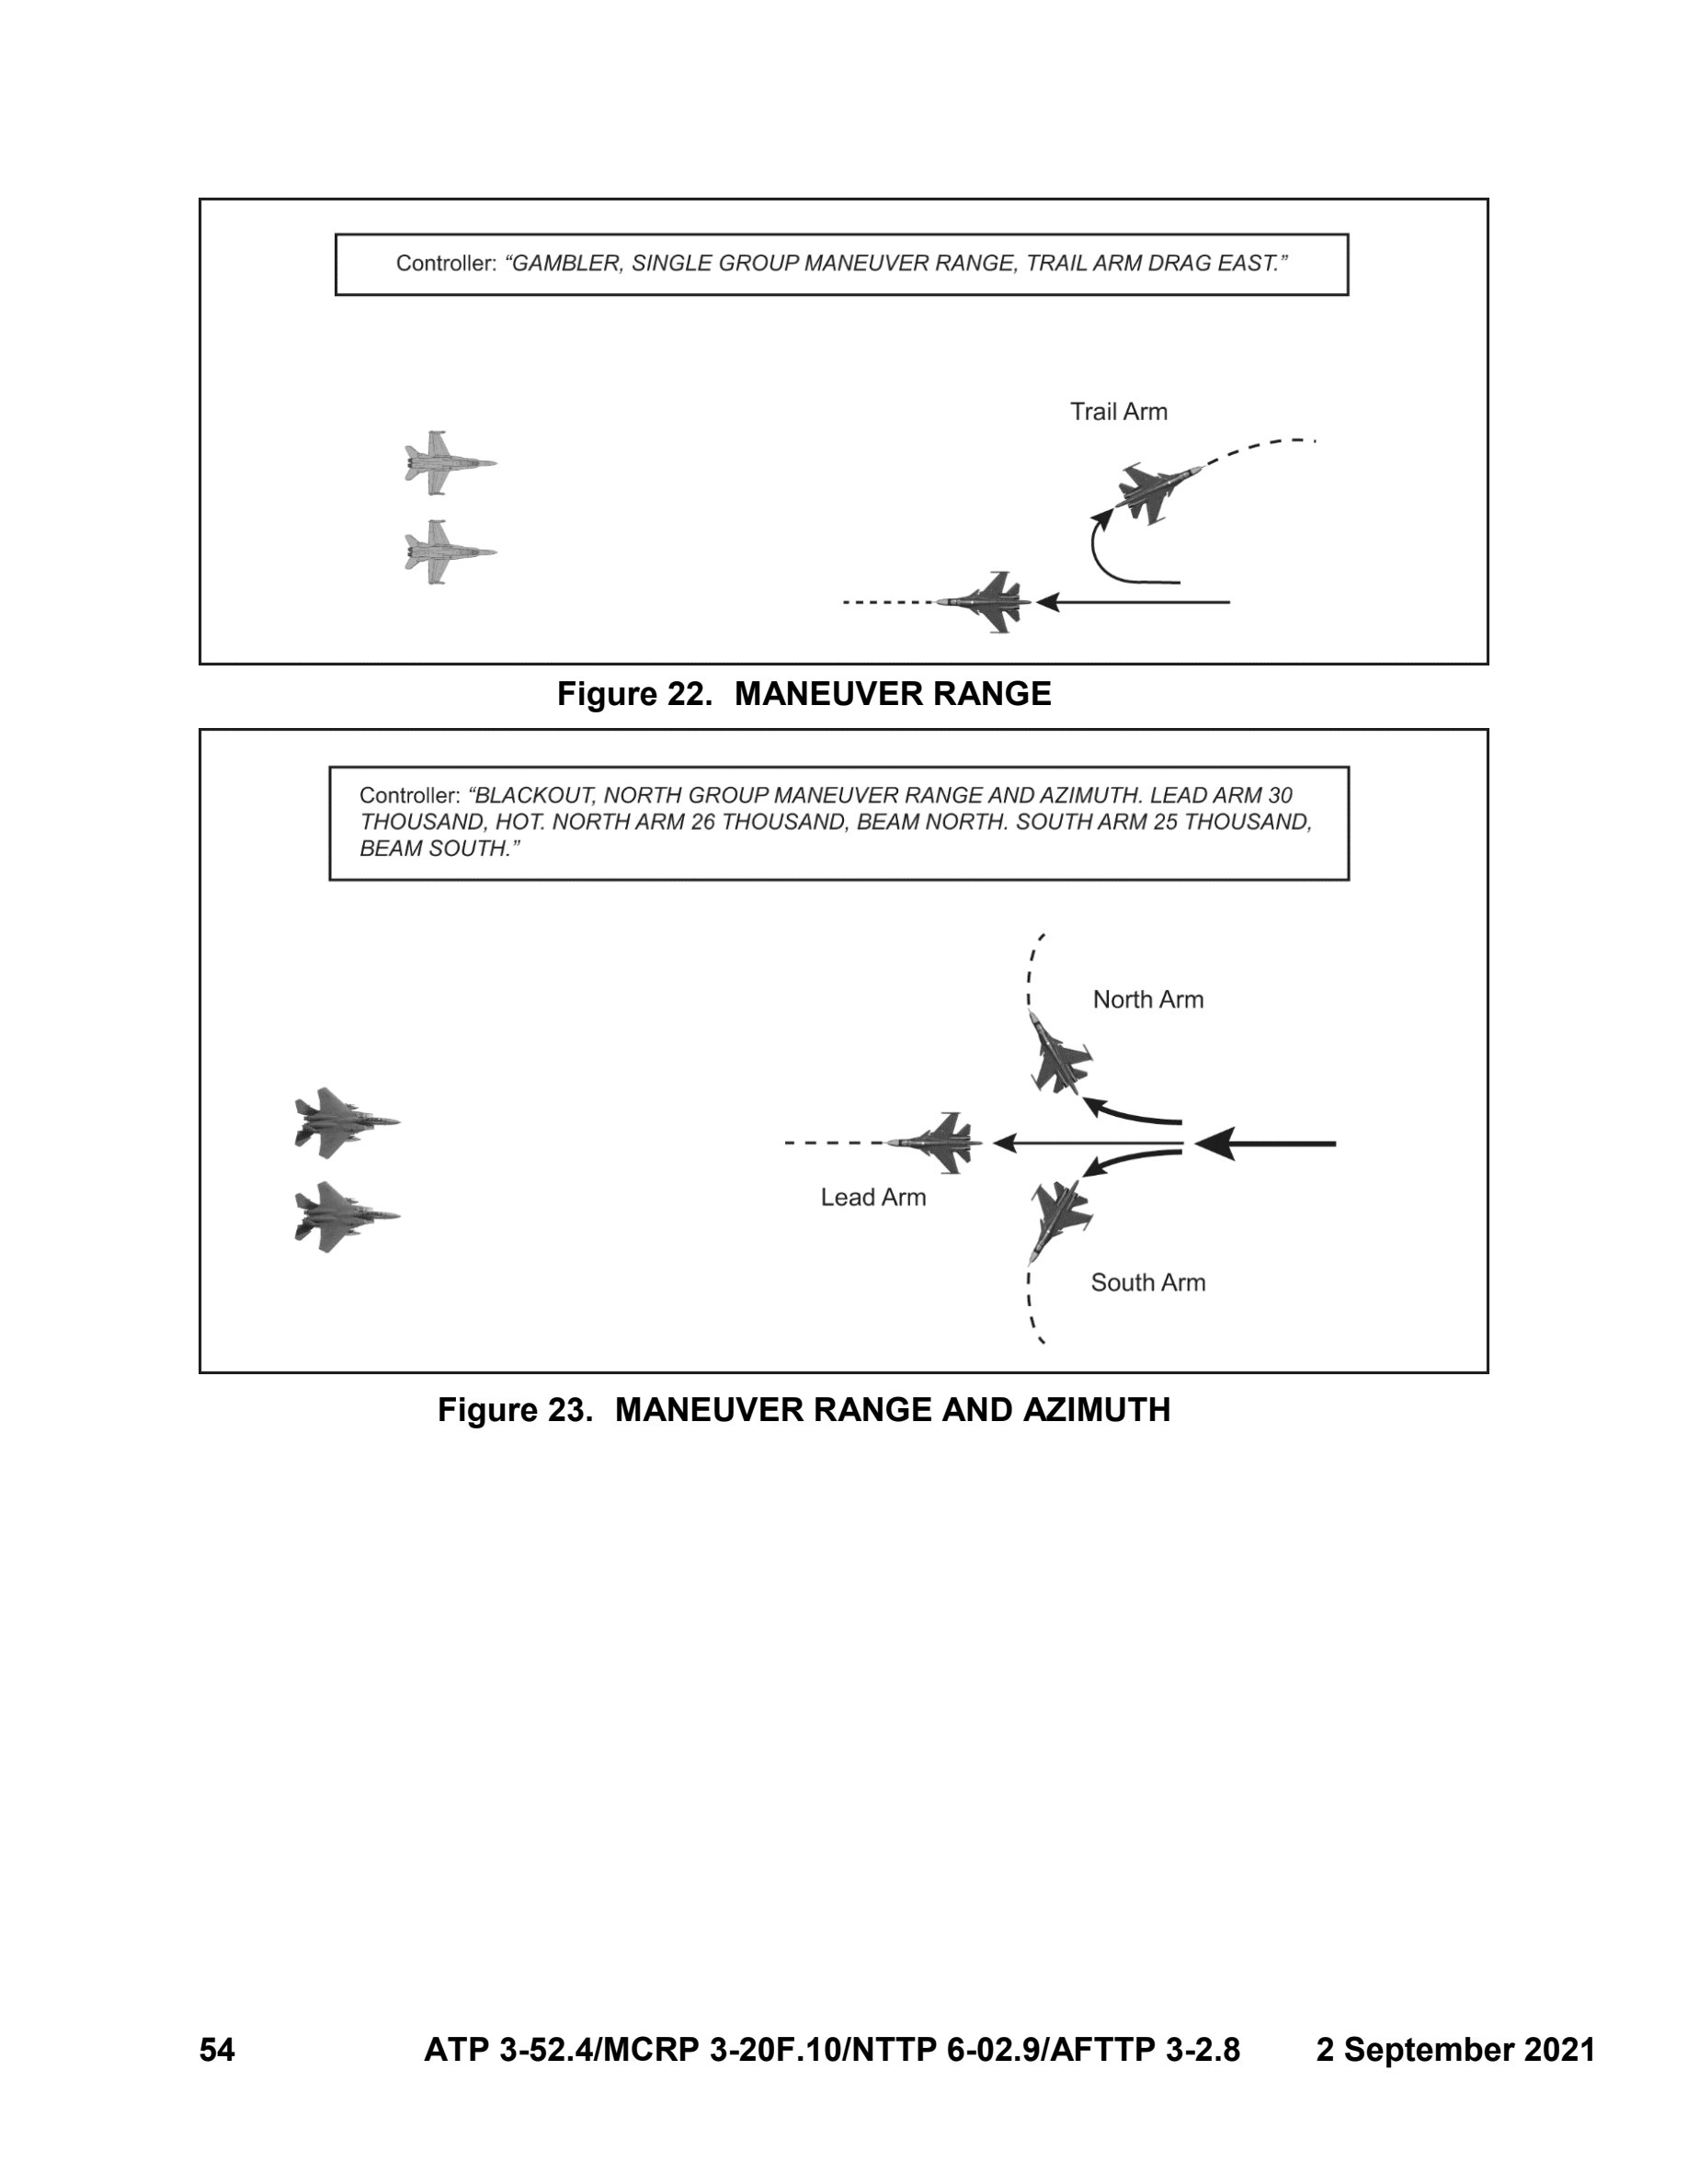 Controller: “GAMBLER, SINGLE GROUP MANEUVER RANGE, TRAIL ARM DRAG EAST.”
Trail Arm
Figure 22. MANEUVER RANGE
Controller: “BLACKOUT, NORTH GROUP MANEUVER RANGE AND AZIMUTH. LEAD ARM 30
THOUSAND, HOT. NORTH ARM 26 THOUSAND, BEAM NORTH. SOUTH ARM 25 THOUSAND,
BEAM SOUTH.”
North Arm
Lead Arm
South Arm
Figure 23. MANEUVER RANGE AND AZIMUTH
54 ATP 3-52.4/MCRP 3-20F.10/NTTP 6-02.9/AFTTP 3-2.8 2 September 2021